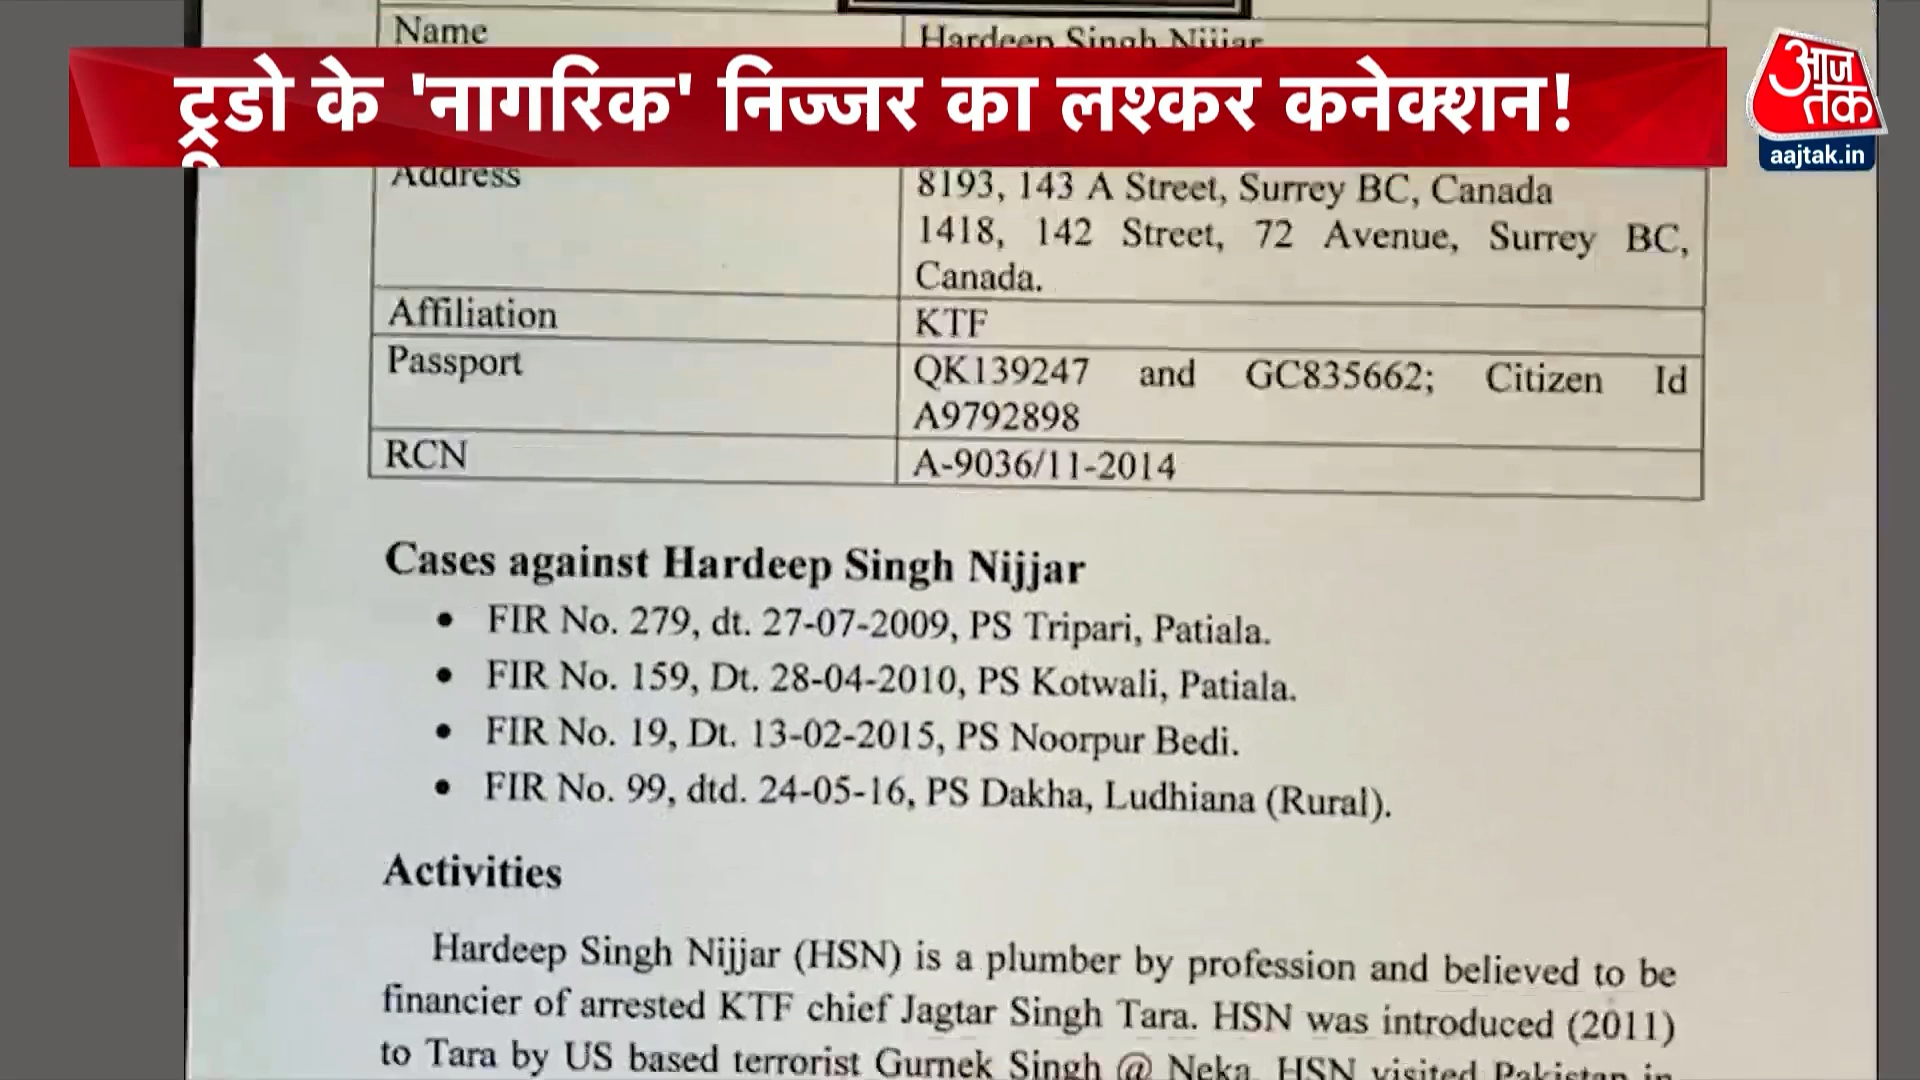 Name Hardeep Singh Nijjar
ट्रूडो के 'नागरिक' निज्जर का लश्कर कनेक्शन!
आज तक
aajtak.in
Address 8193, 143 A Street, Surrey BC, Canada
1418, 142 Street, 72 Avenue, Surrey BC,
Canada.
Affiliation KTF
Passport QK139247 and GC835662; Citizen Id
A9792898
RCN A-9036/11-2014
Cases against Hardeep Singh Nijjar
• FIR No. 279, dt. 27-07-2009, PS Tripari, Patiala.
• FIR No. 159, Dt. 28-04-2010, PS Kotwali, Patiala.
• FIR No. 19, Dt. 13-02-2015, PS Noorpur Bedi.
• FIR No. 99, dtd. 24-05-16, PS Dakha, Ludhiana (Rural).
Activities
Hardeep Singh Nijjar (HSN) is a plumber by profession and believed to be
financier of arrested KTF chief Jagtar Singh Tara. HSN was introduced (2011)
to Tara by US based terrorist Gurnek Singh @ Neka. HSN visited Pakistan in